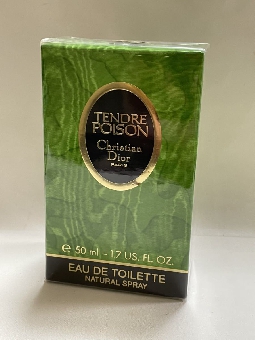 TENDRE
POISON
Christian
Dior
PARIS
e 50 ml - 1.7 US. FL. OZ.
EAU DE TOILETTE
NATURAL SPRAY